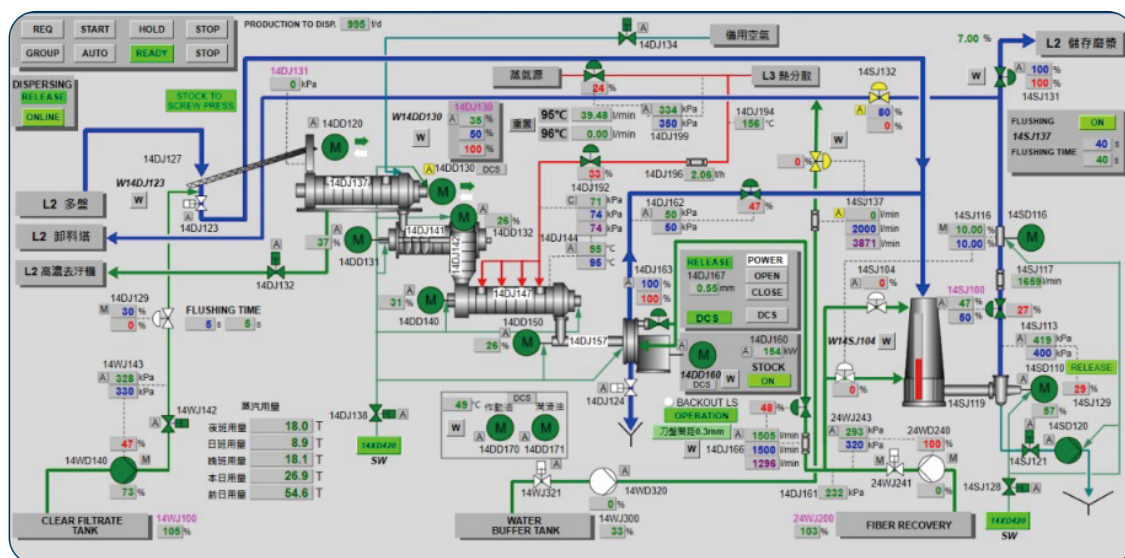 REQ START HOLD STOP
GROUP AUTO READY STOP
PRODUCTION TO DISP. 995 t/d
DISPERSING
RELEASE
ONLINE
STOCK TO
SCREW PRESS
14DJ131
0 kPa
A 14DJ134
儀用空氣
蒸氣源
L3 熱分散
24 %
A 334 kPa
350 kPa
14DJ199
14DJ194
156 ℃
重置
95℃ 39.48 l/min
96℃ 0.00 l/min
14SJ132
A 80 %
0 %
7.00 %
L2 儲存磨漿
W
A 100 %
100 %
14SJ131
FLUSHING ON
14SJ137 40 s
FLUSHING TIME 40 s
14DJ127
W14DJ123
W
A
14DJ123
L2 多盤
L2 卸料塔
L2 高濃去汙機
A 14DD120
M
W14DD130
W
14DJ130
A 35 %
50 %
100 %
A 14DD130
M DCS
14DJ137
14DJ141
14DJ142
M
A 26 %
14DD132
37 %
A
14DJ132
A M
14DD131
33 %
14DJ192
C 71 kPa
74 kPa
74 kPa
14DJ144
A 95 ℃
95 ℃
14DJ196 2.06 t/h
14DJ162
A 50 kPa
50 kPa
47 %
A
0 %
W
14SJ137
A 0 l/min
2000 l/min
3871 l/min
14SJ116
M 10.00 %
10.00 %
14SD116
A M
14SJ117
1659 l/min
14DJ129
M 30 %
0 %
FLUSHING TIME
5 s 5 s
14DJ147
A
31 % M
14DD140
A
26 % M
14DD150
14DJ157
14DJ163
A 100 %
100 %
RELEASE
14DJ167
0.55 mm
DCS
POWER
OPEN
CLOSE
DCS
14DJ160
A 154 kW
STOCK
ON
A M
14DD160
DCS
W
A
14DJ124
14SJ104
A 0 %
W14SJ104 W
A
0 %
14SJ100
A 47 %
50 %
27 %
14SJ113
A 419 kPa
400 kPa
14SD110
A M
57 %
RELEASE
29 %
14SJ129
14SJ119
14SD120
A
14SJ121
14WJ143
A 328 kPa
330 kPa
14WJ142
A
47 %
14WD140 M
73 %
蒸汽用量
夜班用量 18.0 T
日班用量 8.9 T
晚班用量 18.1 T
本日用量 26.9 T
前日用量 54.6 T
A
14DJ138
14XD420
SW
DCS
49 ℃ 作動油 潤滑油
W
A M A M
14DD170 14DD171
BACKOUT LS
OPERATION
刀盤間距0.3mm
W 14DJ166
48 %
A 1505 l/min
1500 l/min
1296 l/min
A
24WJ243
A 293 kPa
320 kPa
24WD240
100 %
M M
24WJ241
0 %
14DJ161 232 kPa
A
14WJ321
A
14WD320
0 %
14SJ128
A
14XD420
SW
CLEAR FILTRATE
TANK
14WJ100
105 %
WATER
BUFFER TANK
14WJ300
33 %
24WJ200
103 %
FIBER RECOVERY